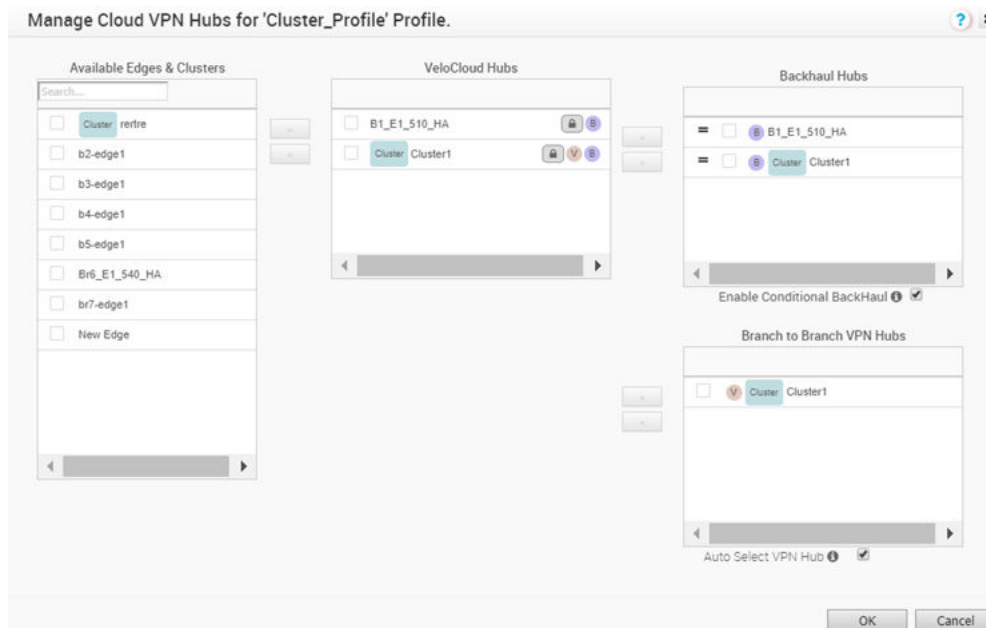 Manage Cloud VPN Hubs for 'Cluster_Profile' Profile.
?
Available Edges & Clusters
Search...
Cluster rertre
b2-edge1
b3-edge1
b4-edge1
b5-edge1
Br6_E1_540_HA
br7-edge1
New Edge
VeloCloud Hubs
B1_E1_510_HA B
Cluster Cluster1 V B
Backhaul Hubs
B B1_E1_510_HA
B Cluster Cluster1
Enable Conditional BackHaul
Branch to Branch VPN Hubs
V Cluster Cluster1
Auto Select VPN Hub
OK Cancel